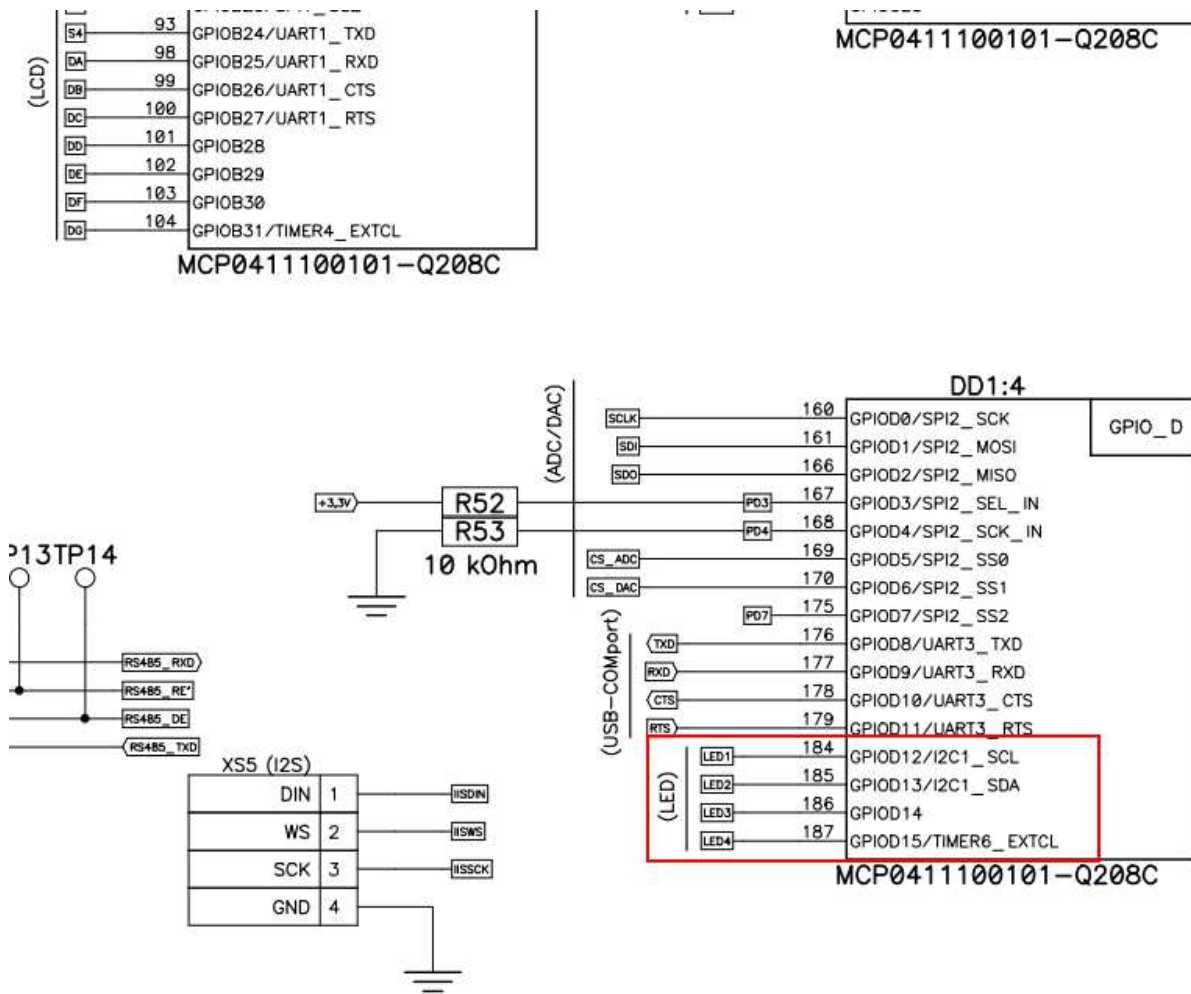 S4 93 GPIOB24/UART1_TXD
DA 98 GPIOB25/UART1_RXD
DB 99 GPIOB26/UART1_CTS
DC 100 GPIOB27/UART1_RTS
DD 101 GPIOB28
DE 102 GPIOB29
DF 103 GPIOB30
DG 104 GPIOB31/TIMER4_EXTCL
(LCD)
MCP0411100101-Q208C
MCP0411100101-Q208C
DD1:4
GPIO_D
(ADC/DAC)
SCLK 160 GPIOD0/SPI2_SCK
SDI 161 GPIOD1/SPI2_MOSI
SDO 166 GPIOD2/SPI2_MISO
+3,3V R52 PD3 167 GPIOD3/SPI2_SEL_IN
R53 PD4 168 GPIOD4/SPI2_SCK_IN
10 kOhm
CS_ADC 169 GPIOD5/SPI2_SS0
CS_DAC 170 GPIOD6/SPI2_SS1
PD7 175 GPIOD7/SPI2_SS2
(USB-COMport)
TXD 176 GPIOD8/UART3_TXD
RXD 177 GPIOD9/UART3_RXD
CTS 178 GPIOD10/UART3_CTS
RTS 179 GPIOD11/UART3_RTS
(LED)
LED1 184 GPIOD12/I2C1_SCL
LED2 185 GPIOD13/I2C1_SDA
LED3 186 GPIOD14
LED4 187 GPIOD15/TIMER6_EXTCL
MCP0411100101-Q208C
P13 TP14
RS485_RXD
RS485_RE*
RS485_DE
RS485_TXD
XS5 (I2S)
DIN 1 IISDIN
WS 2 IISWS
SCK 3 IISSCK
GND 4